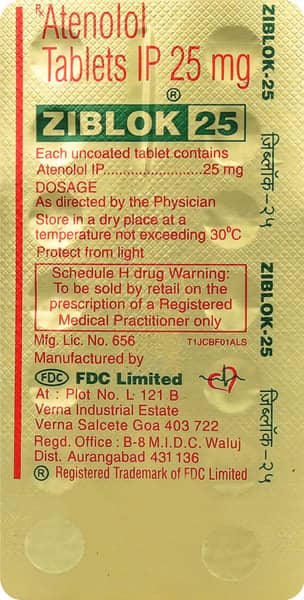 Rx Atenolol
Tablets IP 25 mg
ZIBLOK 25 ®
Each uncoated tablet contains
Atenolol IP........................25 mg
DOSAGE
As directed by the Physician
Store in a dry place at a
temperature not exceeding 30°C
Protect from light
Schedule H drug Warning:
To be sold by retail on the
prescription of a Registered
Medical Practitioner only
Mfg. Lic. No. 656
T1JCBF01ALS
Manufactured by
FDC FDC Limited
At : Plot No. L 121 B
Verna Industrial Estate
Verna Salcete Goa 403 722
Regd. Office : B-8 M.I.D.C. Waluj
Dist. Aurangabad 431 136
® Registered Trademark of FDC Limited
ZIBLOK-25
जिब्लॉक-२५
ZIBLOK-25
जिब्लॉक-२५